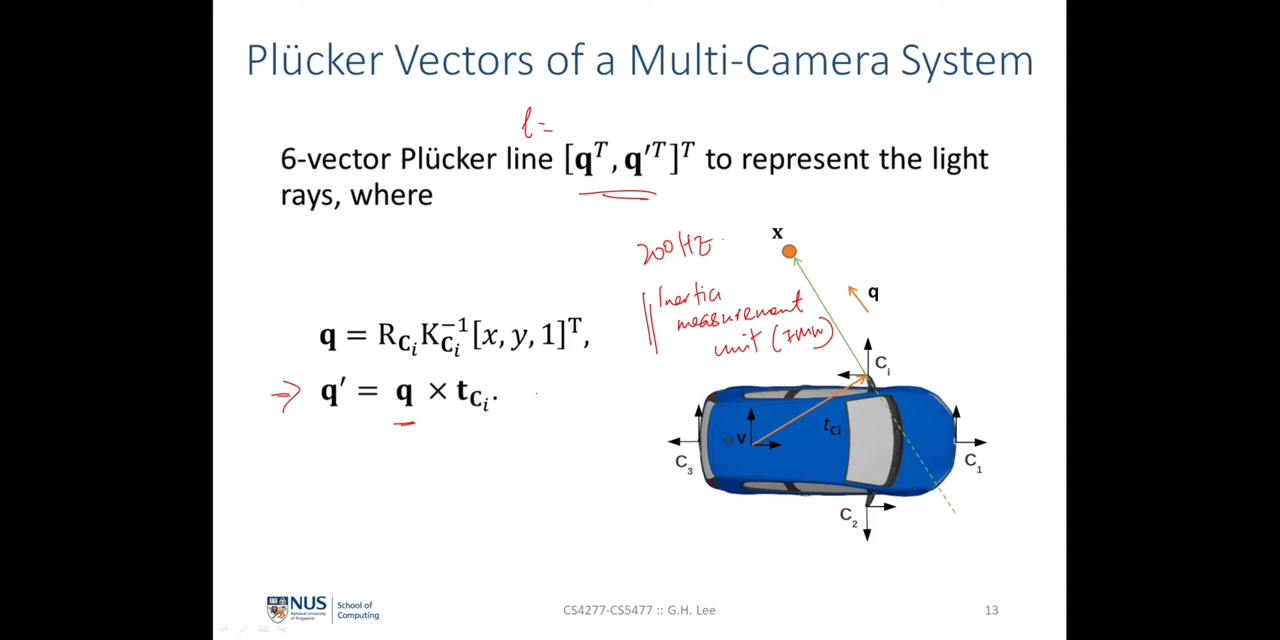 Plücker Vectors of a Multi-Camera System
l =
6-vector Plücker line [q^T, q'^T]^T to represent the light
rays, where
200 HZ
x
Inertia
measurement
unit (IMU)
q
q = R_{C_i} K_{C_i}^{-1} [x, y, 1]^T,
⇒ q' = q × t_{C_i}.
C_i
t_{Ci}
V
C_3
C_1
C_2
NUS
National University
of Singapore
School of
Computing
CS4277-CS5477 :: G.H. Lee
13